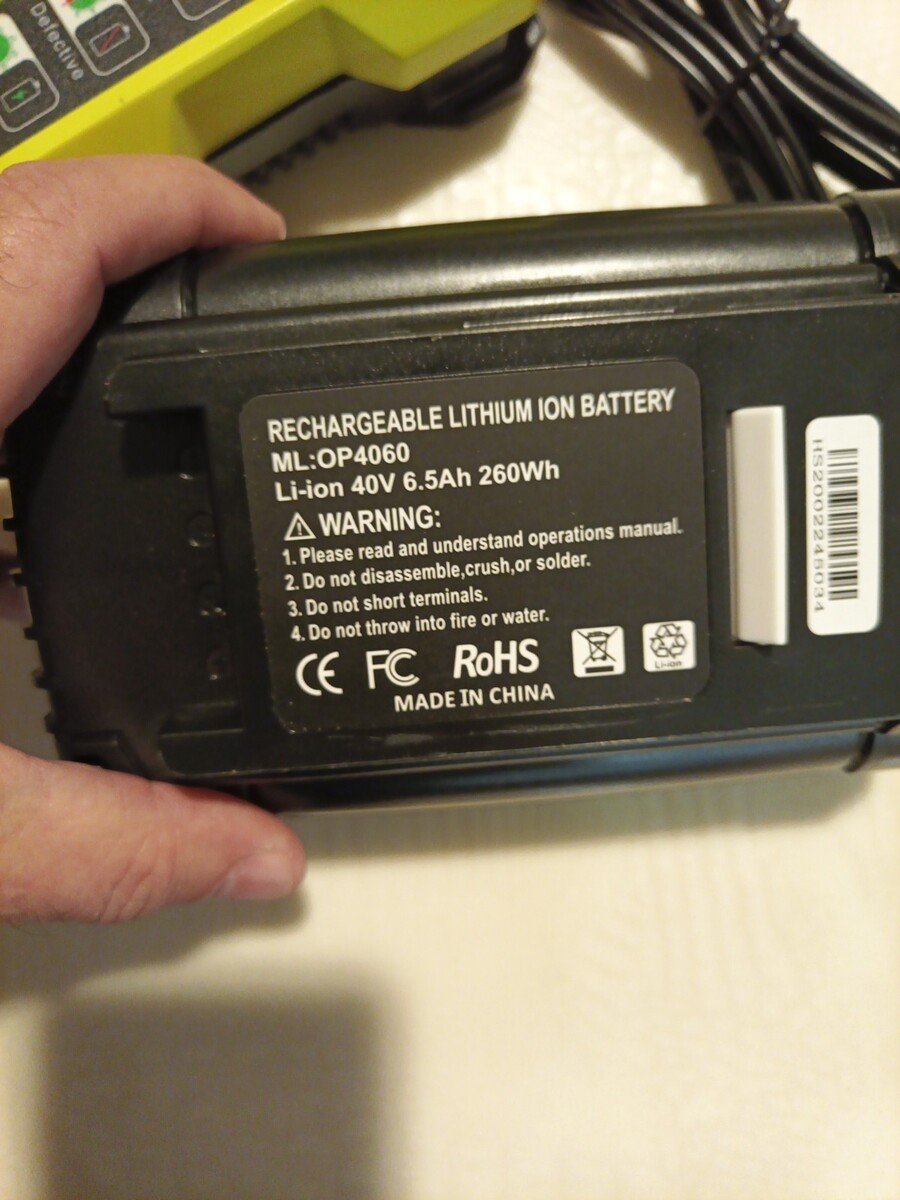 Defective
RECHARGEABLE LITHIUM ION BATTERY
ML:OP4060
Li-ion 40V 6.5Ah 260Wh
WARNING:
1. Please read and understand operations manual.
2. Do not disassemble,crush,or solder.
3. Do not short terminals.
4. Do not throw into fire or water.
CE FC RoHS
Li-ion
MADE IN CHINA
HS2002245034